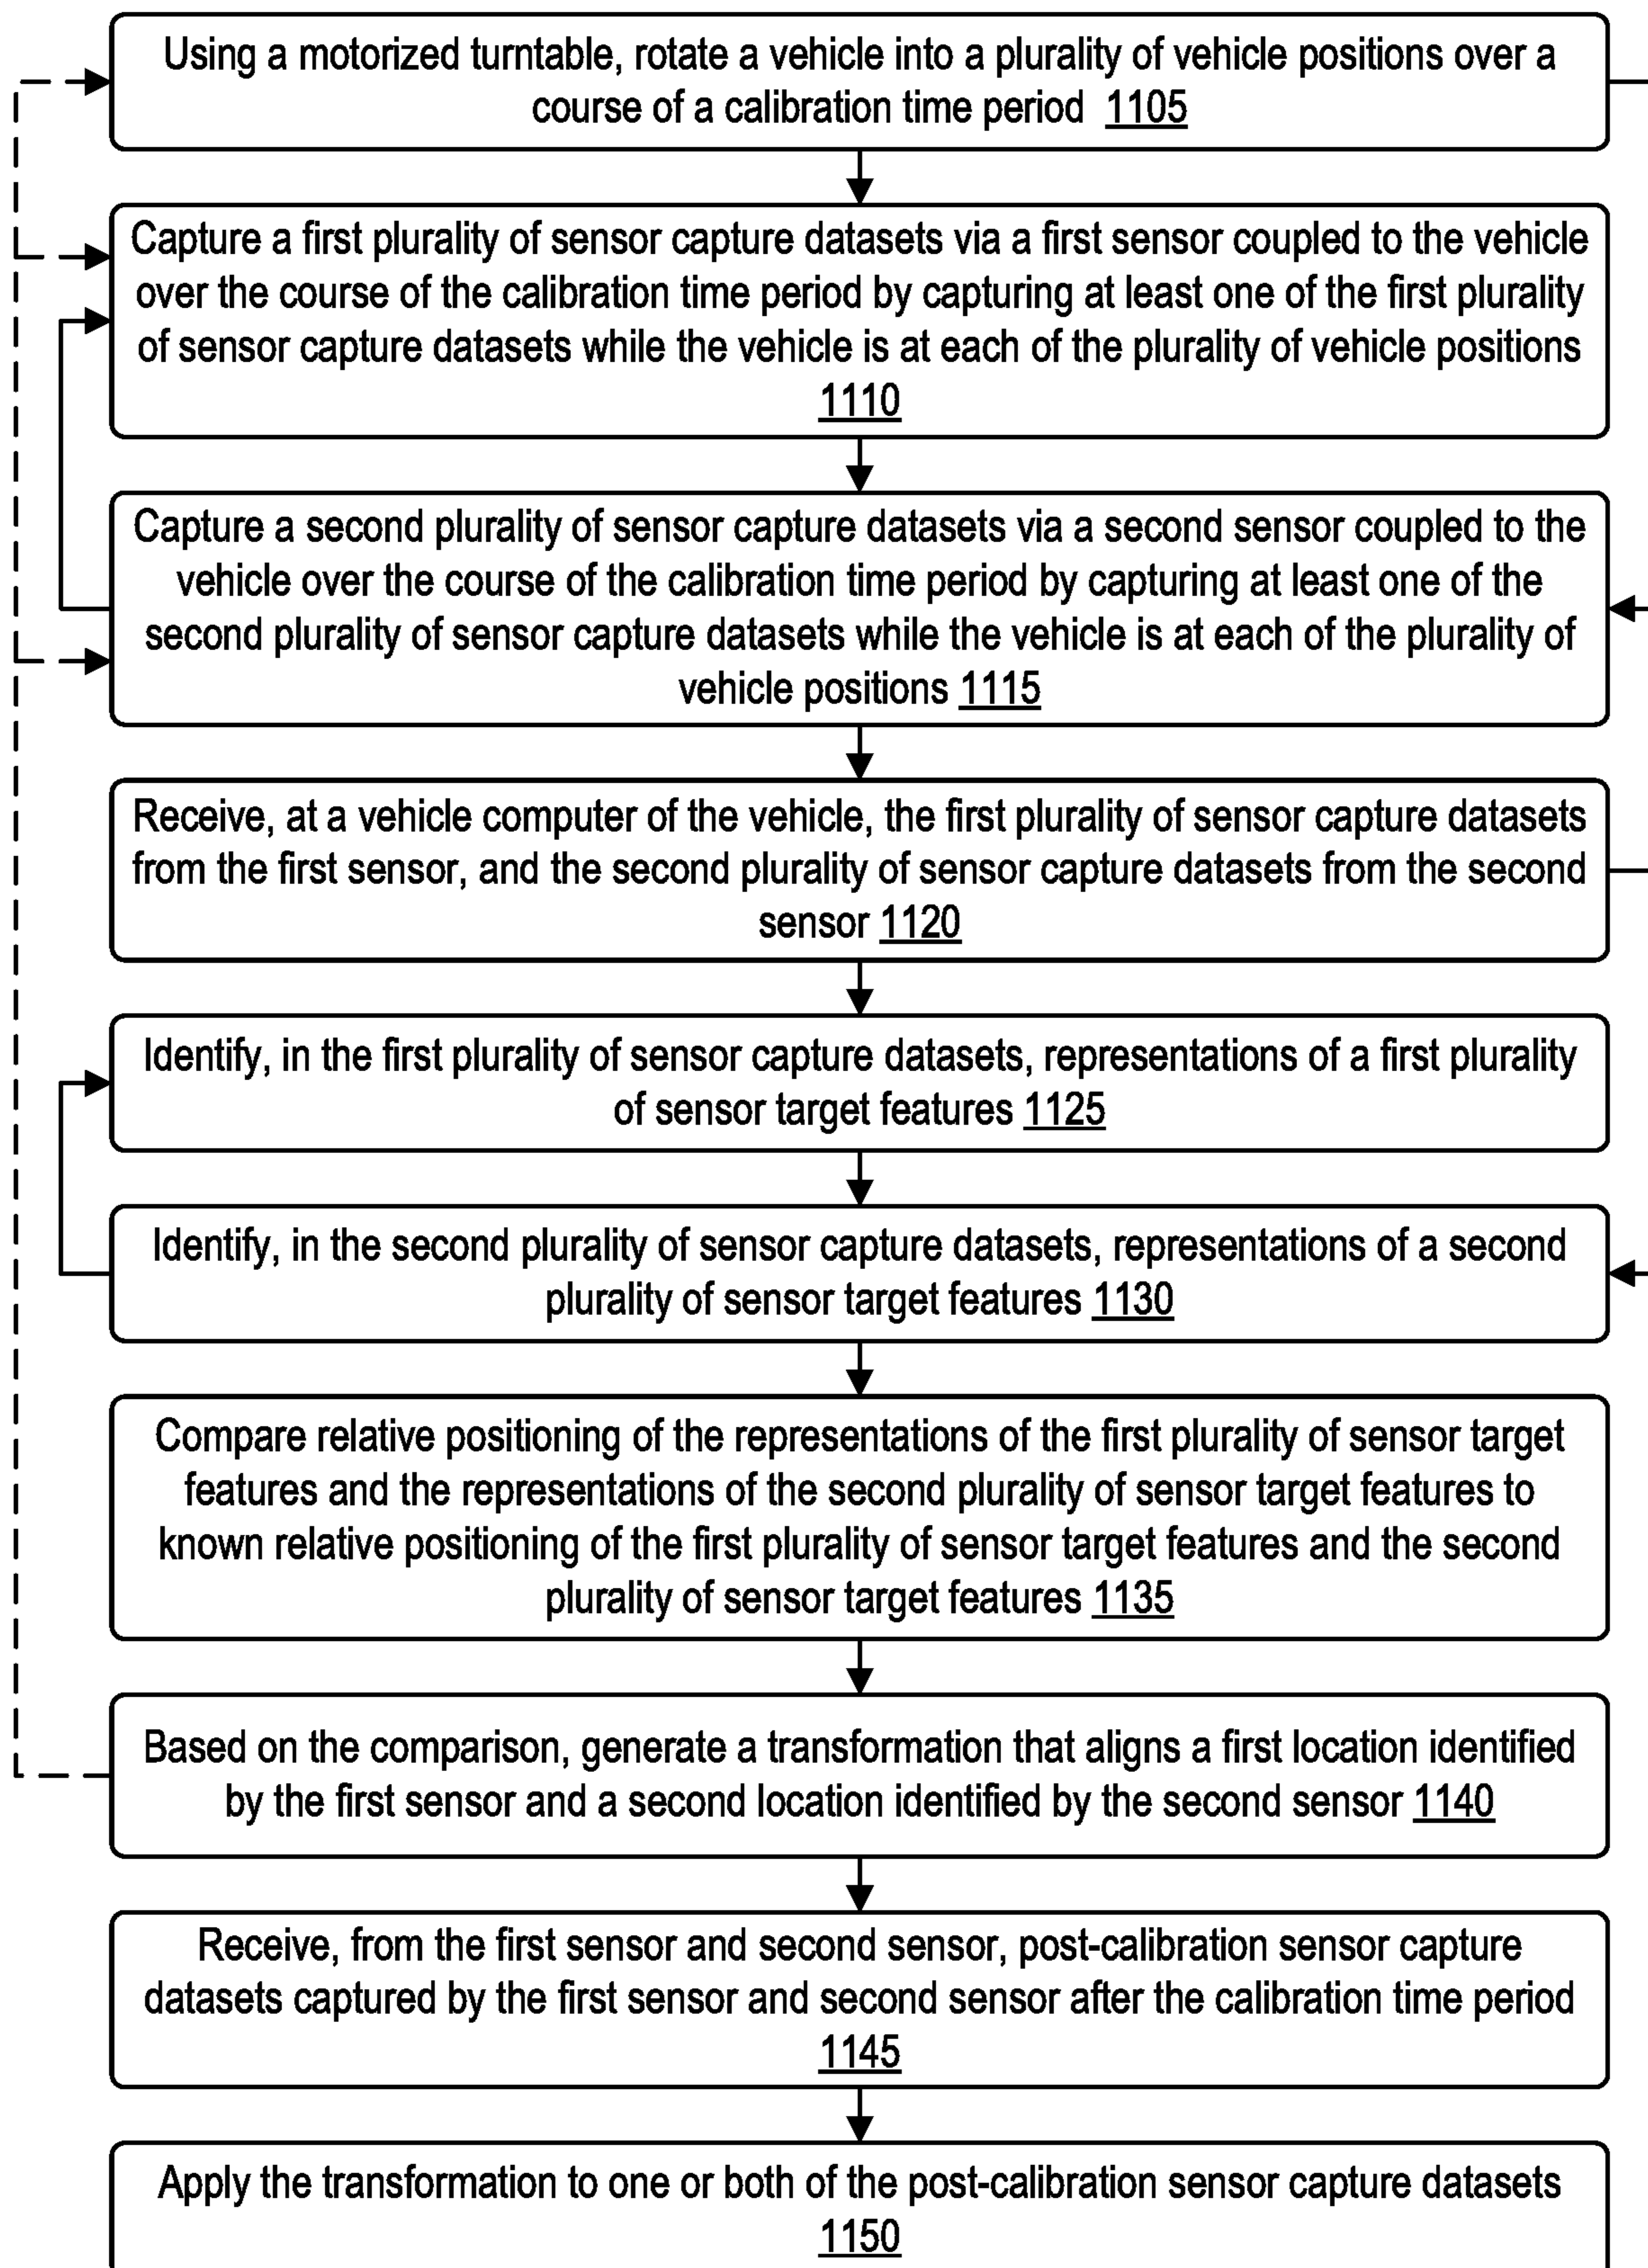 Using a motorized turntable, rotate a vehicle into a plurality of vehicle positions over a
course of a calibration time period 1105
Capture a first plurality of sensor capture datasets via a first sensor coupled to the vehicle
over the course of the calibration time period by capturing at least one of the first plurality
of sensor capture datasets while the vehicle is at each of the plurality of vehicle positions
1110
Capture a second plurality of sensor capture datasets via a second sensor coupled to the
vehicle over the course of the calibration time period by capturing at least one of the
second plurality of sensor capture datasets while the vehicle is at each of the plurality of
vehicle positions 1115
Receive, at a vehicle computer of the vehicle, the first plurality of sensor capture datasets
from the first sensor, and the second plurality of sensor capture datasets from the second
sensor 1120
Identify, in the first plurality of sensor capture datasets, representations of a first plurality
of sensor target features 1125
Identify, in the second plurality of sensor capture datasets, representations of a second
plurality of sensor target features 1130
Compare relative positioning of the representations of the first plurality of sensor target
features and the representations of the second plurality of sensor target features to
known relative positioning of the first plurality of sensor target features and the second
plurality of sensor target features 1135
Based on the comparison, generate a transformation that aligns a first location identified
by the first sensor and a second location identified by the second sensor 1140
Receive, from the first sensor and second sensor, post-calibration sensor capture
datasets captured by the first sensor and second sensor after the calibration time period
1145
Apply the transformation to one or both of the post-calibration sensor capture datasets
1150